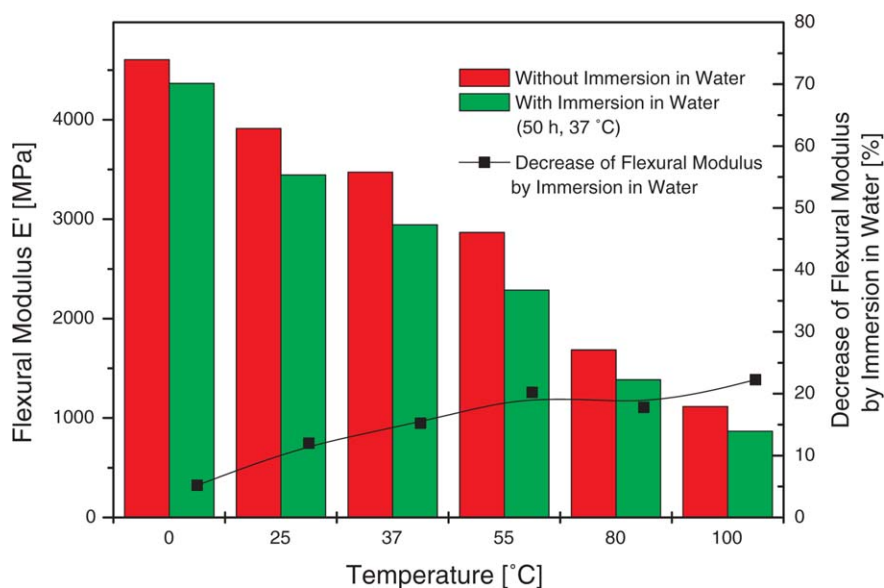 Flexural Modulus E' [MPa]
4000
3000
2000
1000
0
Without Immersion in Water
With Immersion in Water
(50 h, 37 ˚C)
Decrease of Flexural Modulus
by Immersion in Water
80
70
60
50
40
30
20
10
0
Decrease of Flexural Modulus
by Immersion in Water [%]
0 25 37 55 80 100
Temperature [˚C]